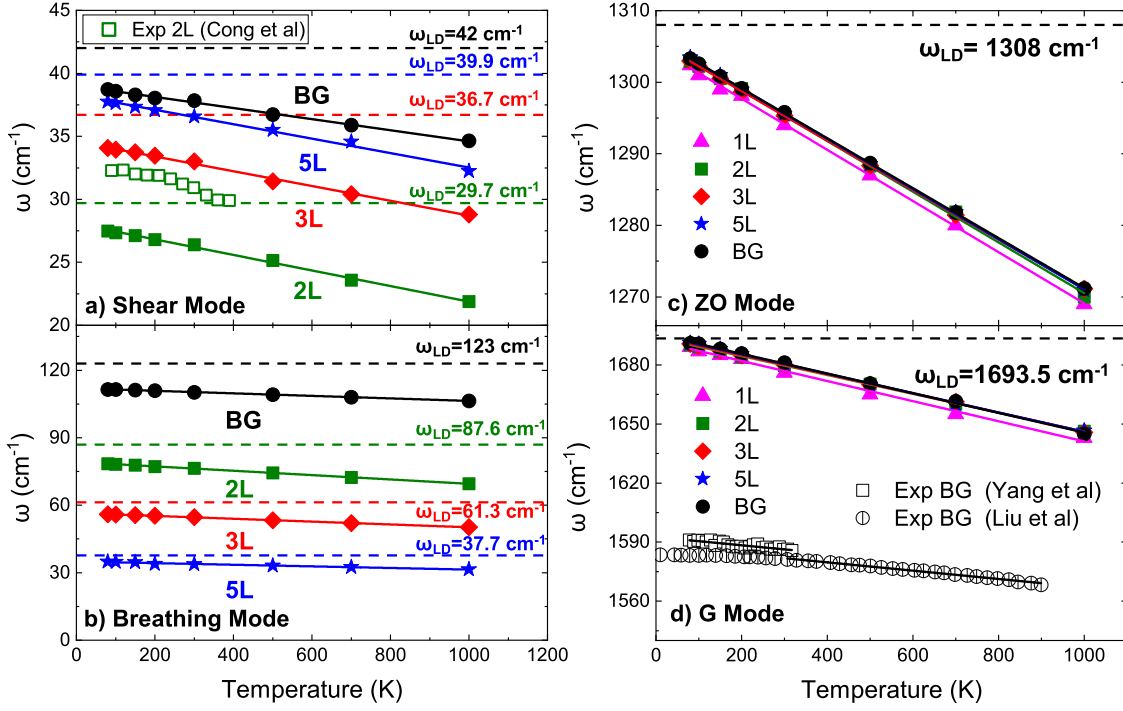 Exp 2L (Cong et al)
ω_LD=42 cm⁻¹
ω_LD=39.9 cm⁻¹
BG
ω_LD=36.7 cm⁻¹
5L
ω_LD=29.7 cm⁻¹
3L
2L
a) Shear Mode
ω (cm⁻¹)
45
40
35
30
25
20
ω_LD=123 cm⁻¹
BG
ω_LD=87.6 cm⁻¹
2L
ω_LD=61.3 cm⁻¹
3L
ω_LD=37.7 cm⁻¹
5L
b) Breathing Mode
ω (cm⁻¹)
120
90
60
30
0
0 200 400 600 800 1000 1200
Temperature (K)
ω_LD= 1308 cm⁻¹
1L
2L
3L
5L
BG
c) ZO Mode
ω (cm⁻¹)
1310
1300
1290
1280
1270
ω_LD=1693.5 cm⁻¹
1L
2L
3L
5L
BG
Exp BG (Yang et al)
Exp BG (Liu et al)
d) G Mode
ω (cm⁻¹)
1680
1650
1620
1590
1560
0 200 400 600 800 1000
Temperature (K)